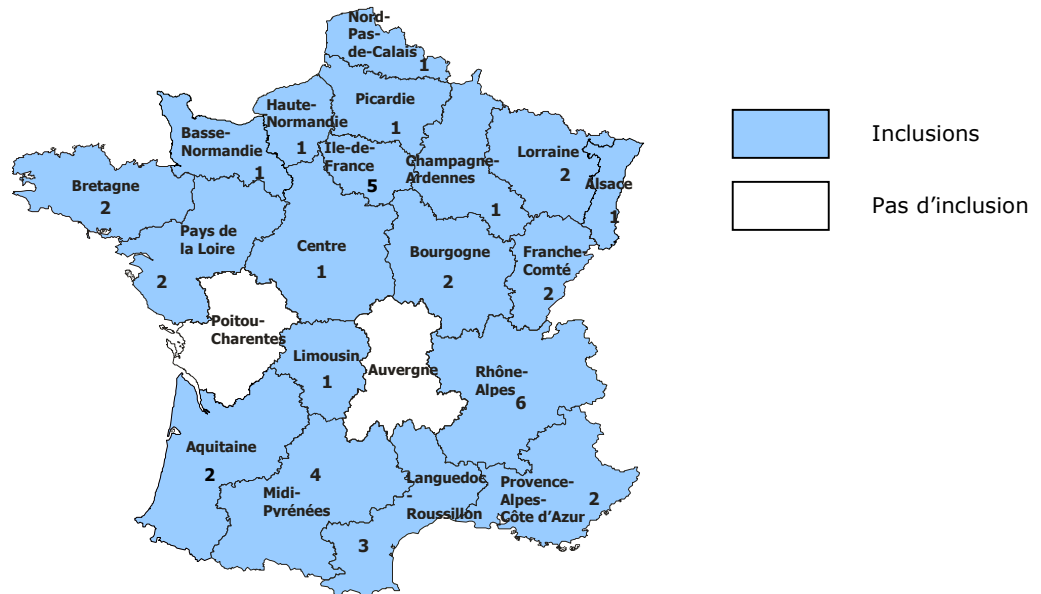 Nord-
Pas-
de-Calais
1
Picardie
1
Haute-
Normandie
1
Basse-
Normandie
1
Ile-de-
France
5
Champagne-
Ardennes
1
Lorraine
2
Alsace
1
Bretagne
2
Pays de
la Loire
2
Centre
1
Bourgogne
2
Franche-
Comté
2
Poitou-
Charentes
Limousin
1
Auvergne
Rhône-
Alpes
6
Aquitaine
2
4
Midi-
Pyrénées
Languedoc
-
Roussillon
3
Provence-
Alpes-
Côte d'Azur
2
Inclusions
Pas d'inclusion